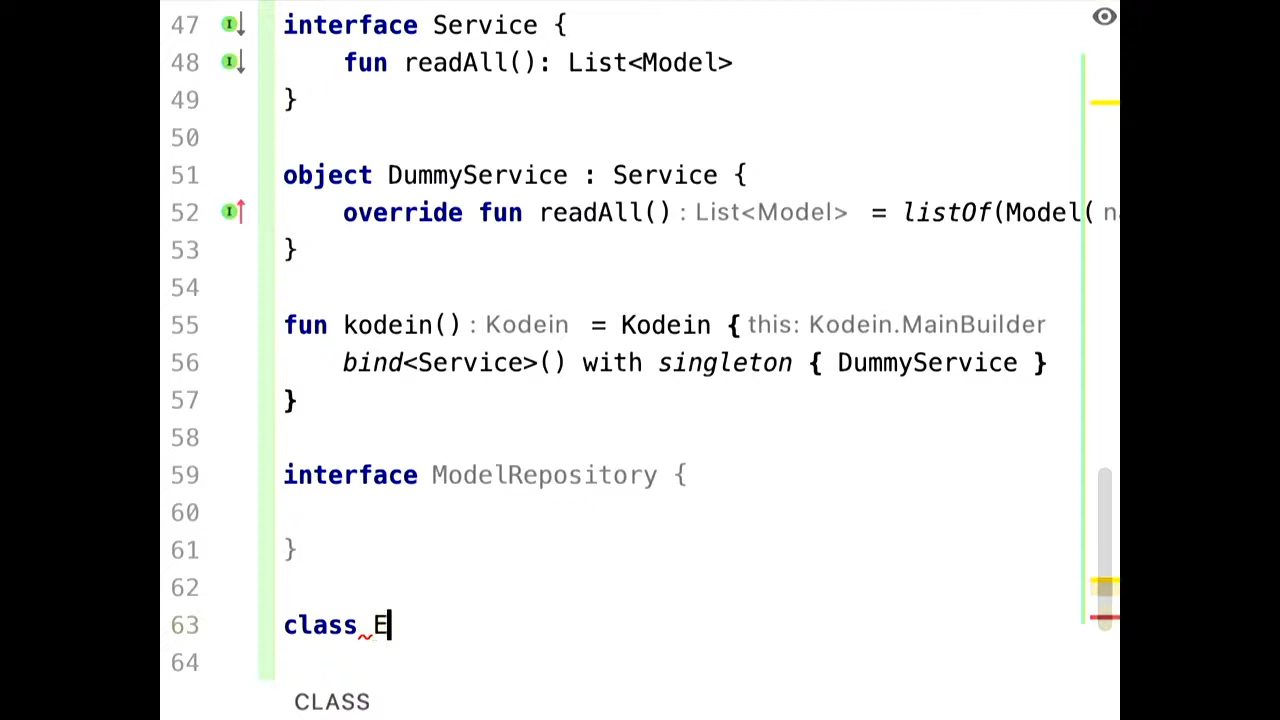 47 interface Service {
48     fun readAll(): List<Model>
49 }
50
51 object DummyService : Service {
52     override fun readAll() : List<Model> = listOf(Model(
53 }
54
55 fun kodein() : Kodein = Kodein { this: Kodein.MainBuilder
56     bind<Service>() with singleton { DummyService }
57 }
58
59 interface ModelRepository {
60
61 }
62
63 class E
64
CLASS